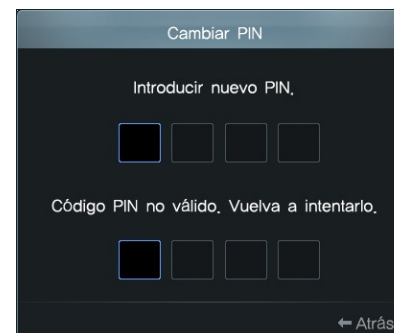 Cambiar PIN
Introducir nuevo PIN.
Código PIN no válido. Vuelva a intentarlo.
← Atrás